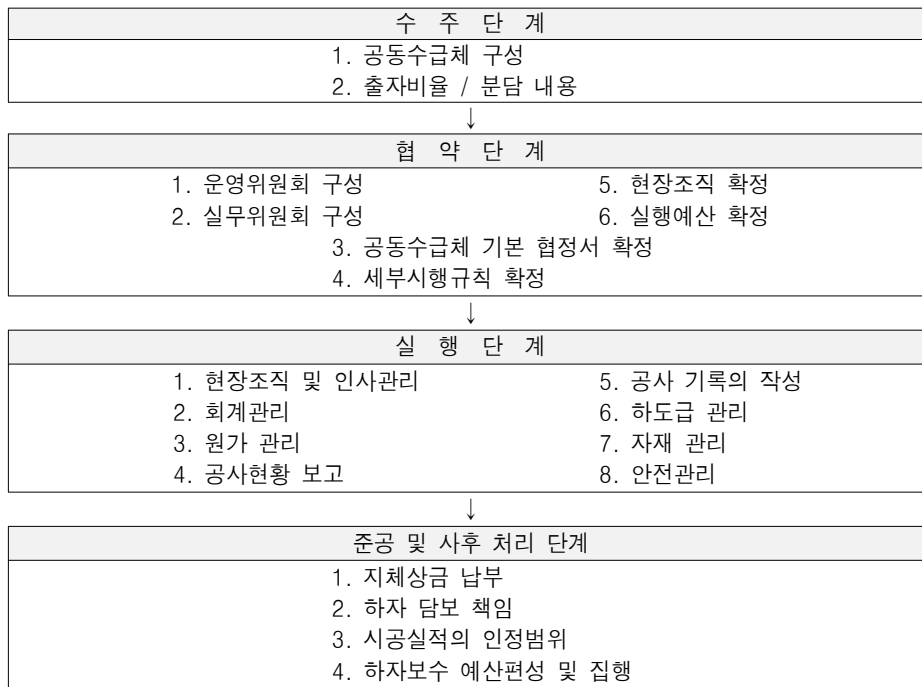 수 주 단 계
1. 공동수급체 구성
2. 출자비율 / 분담 내용
↓
협 약 단 계
1. 운영위원회 구성 5. 현장조직 확정
2. 실무위원회 구성 6. 실행예산 확정
3. 공동수급체 기본 협정서 확정
4. 세부시행규칙 확정
↓
실 행 단 계
1. 현장조직 및 인사관리 5. 공사 기록의 작성
2. 회계관리 6. 하도급 관리
3. 원가 관리 7. 자재 관리
4. 공사현황 보고 8. 안전관리
↓
준공 및 사후 처리 단계
1. 지체상금 납부
2. 하자 담보 책임
3. 시공실적의 인정범위
4. 하자보수 예산편성 및 집행